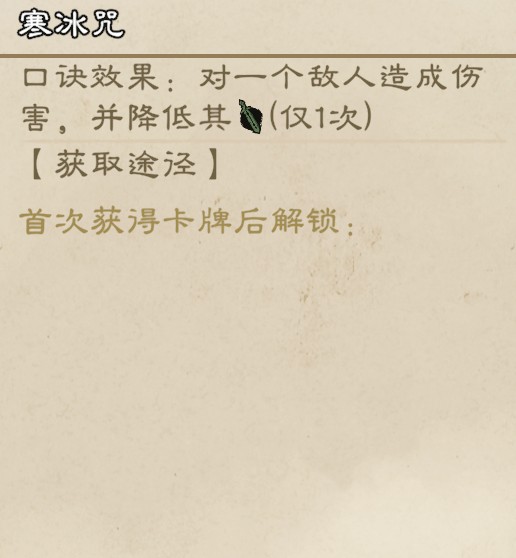 寒冰咒
口诀效果：对一个敌人造成伤
害，并降低其(仅1次)
【获取途径】
首次获得卡牌后解锁：